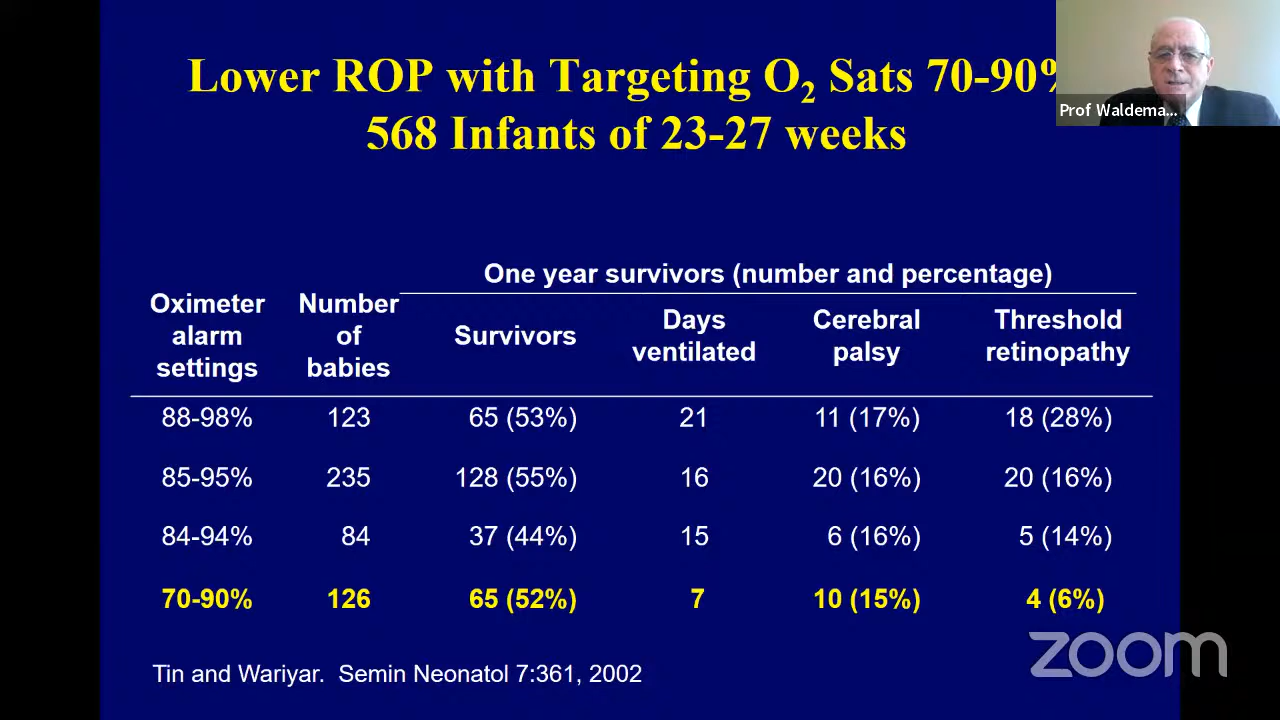 Lower ROP with Targeting O2 Sats 70-90%
568 Infants of 23-27 weeks
Prof Waldema...
One year survivors (number and percentage)
Oximeter alarm settings Number of babies Survivors Days ventilated Cerebral palsy Threshold retinopathy
88-98% 123 65 (53%) 21 11 (17%) 18 (28%)
85-95% 235 128 (55%) 16 20 (16%) 20 (16%)
84-94% 84 37 (44%) 15 6 (16%) 5 (14%)
70-90% 126 65 (52%) 7 10 (15%) 4 (6%)
Tin and Wariyar. Semin Neonatol 7:361, 2002
zoom